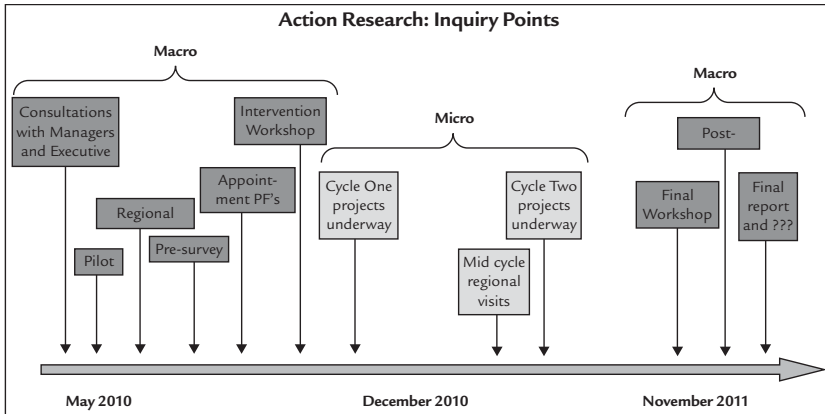 Action Research: Inquiry Points
Macro
Consultations
with Managers
and Executive
Pilot
Regional
Pre-survey
Appoint-
ment PF's
Intervention
Workshop
Micro
Cycle One
projects
underway
Mid cycle
regional
visits
Cycle Two
projects
underway
Macro
Final
Workshop
Post-
Final
report
and ???
May 2010
December 2010
November 2011